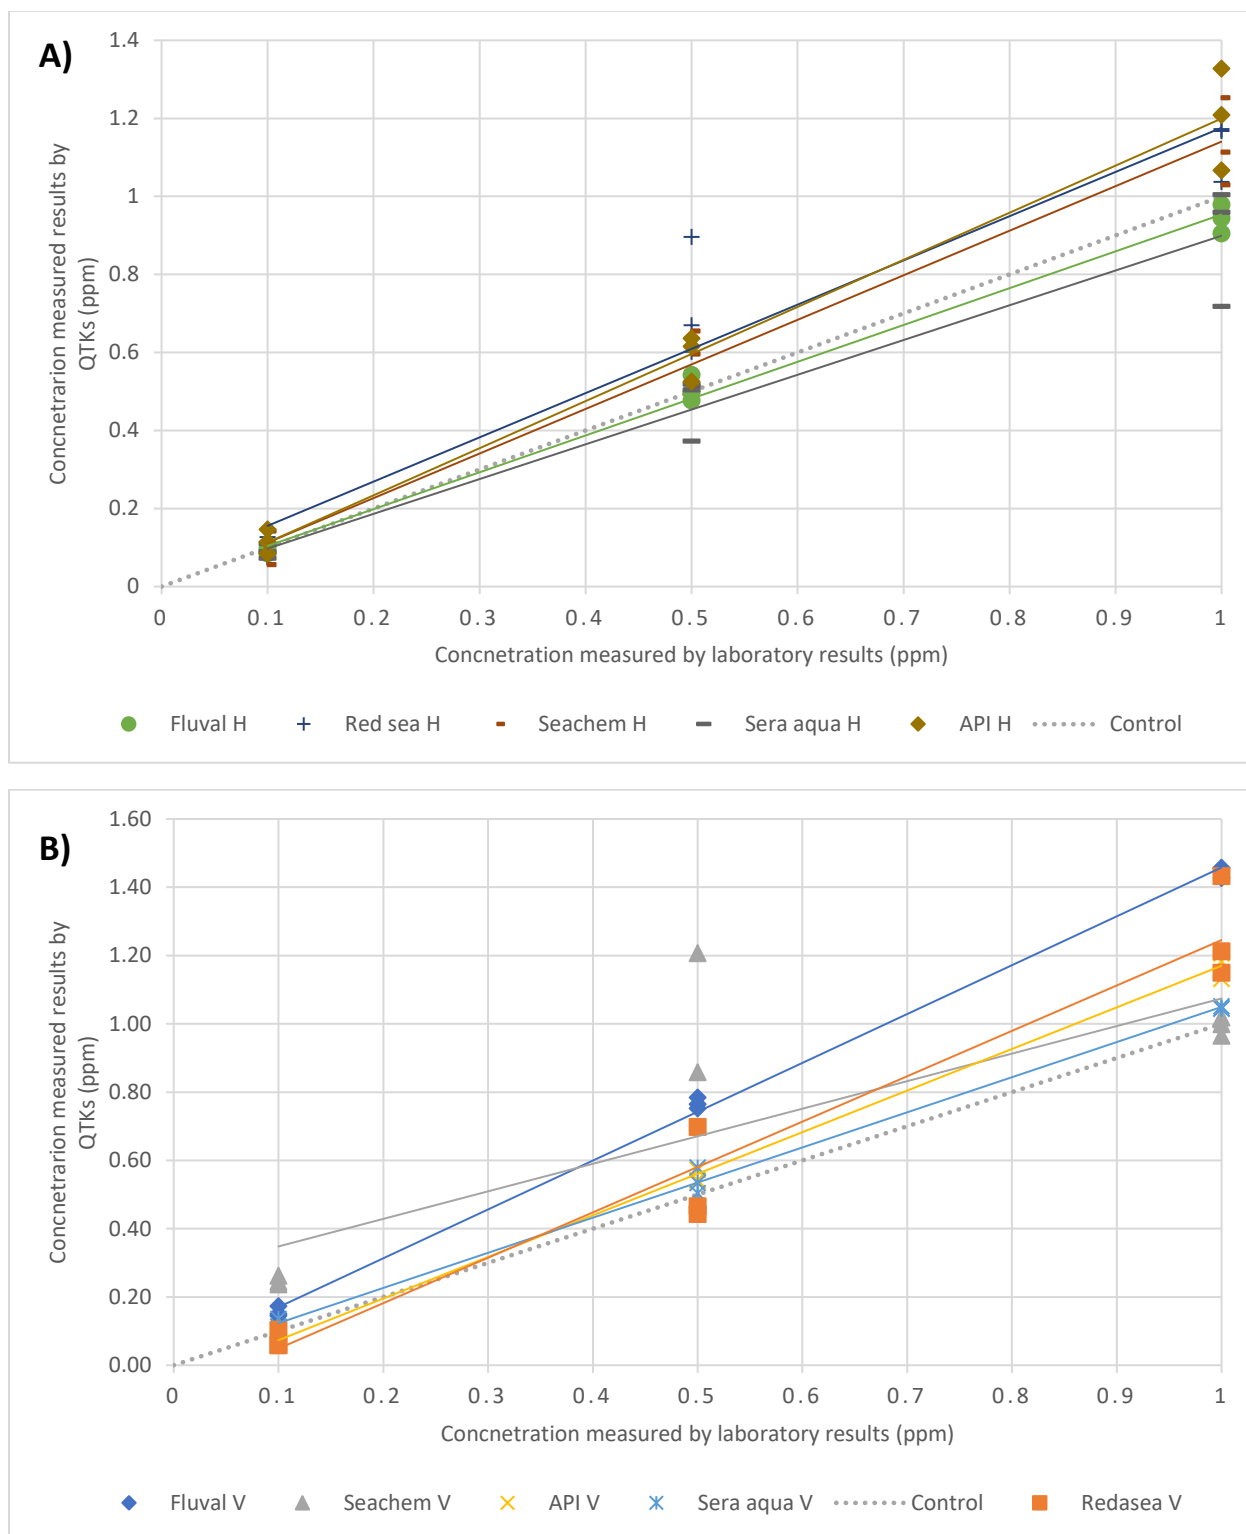 A)
1.4
1.2
1
0.8
0.6
0.4
0.2
0
Concnetrarion measured results by
QTKs (ppm)
0 0.1 0.2 0.3 0.4 0.5 0.6 0.7 0.8 0.9 1
Concnetration measured by laboratory results (ppm)
Fluval H Red sea H Seachem H Sera aqua H API H Control
B)
1.60
1.40
1.20
1.00
0.80
0.60
0.40
0.20
0.00
Concnetrarion measured results by
QTKs (ppm)
0 0.1 0.2 0.3 0.4 0.5 0.6 0.7 0.8 0.9 1
Concnetration measured by laboratory results (ppm)
Fluval V Seachem V API V Sera aqua V Control Redasea V